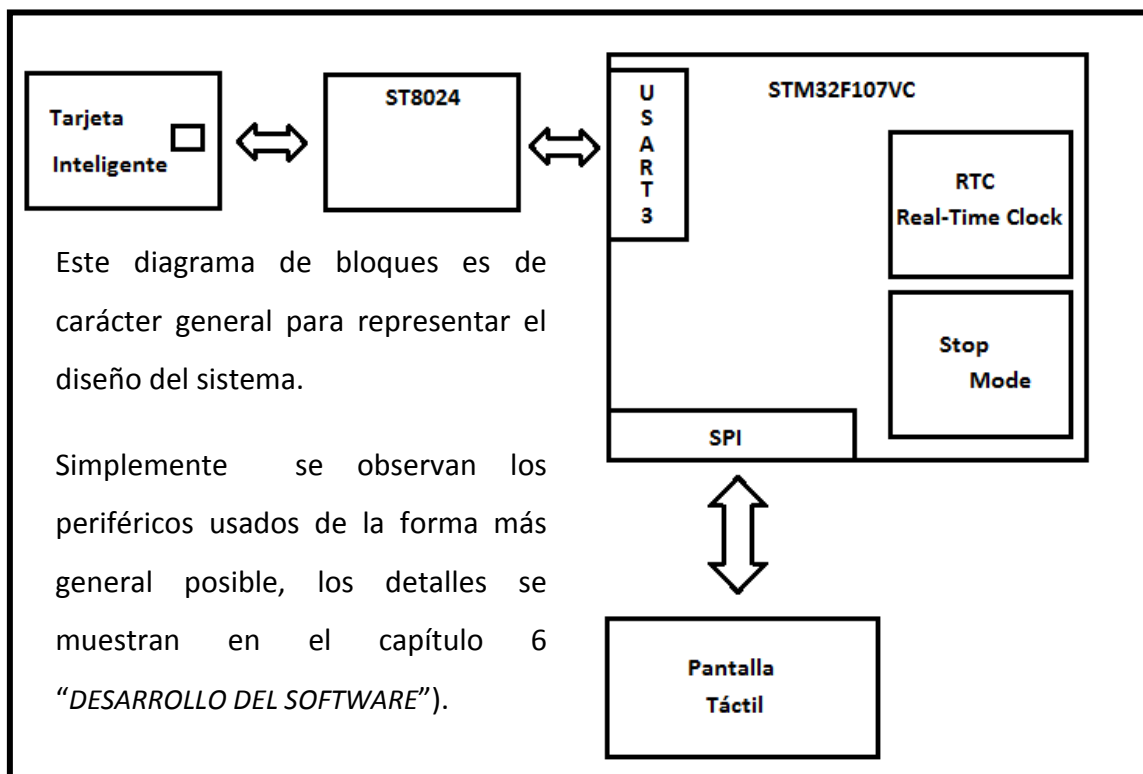 Tarjeta
Inteligente
ST8024
U
S
A
R
T
3
STM32F107VC
RTC
Real-Time Clock
Stop
Mode
SPI
Pantalla
Táctil
Este diagrama de bloques es de
carácter general para representar el
diseño del sistema.
Simplemente se observan los
periféricos usados de la forma más
general posible, los detalles se
muestran en el capítulo 6
“DESARROLLO DEL SOFTWARE”).